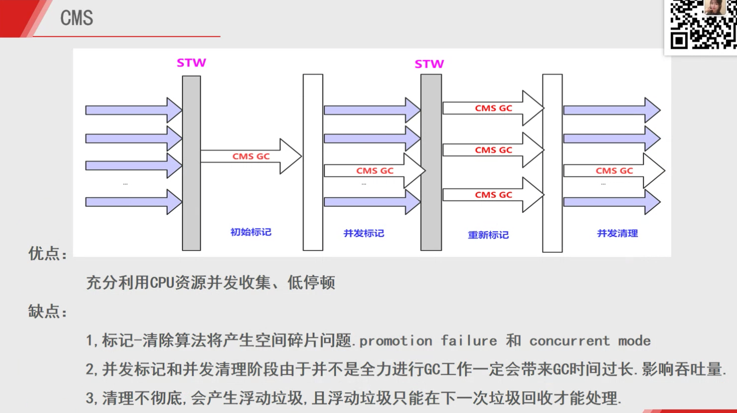 CMS
STW
STW
CMS GC
CMS GC
CMS GC
CMS GC
CMS GC
CMS GC
初始标记
并发标记
重新标记
并发清理
优点:
充分利用CPU资源并发收集、低停顿
缺点:
1,标记-清除算法将产生空间碎片问题.promotion failure 和 concurrent mode
2,并发标记和并发清理阶段由于并不是全力进行GC工作一定会带来GC时间过长.影响吞吐量.
3,清理不彻底,会产生浮动垃圾,且浮动垃圾只能在下一次垃圾回收才能处理.